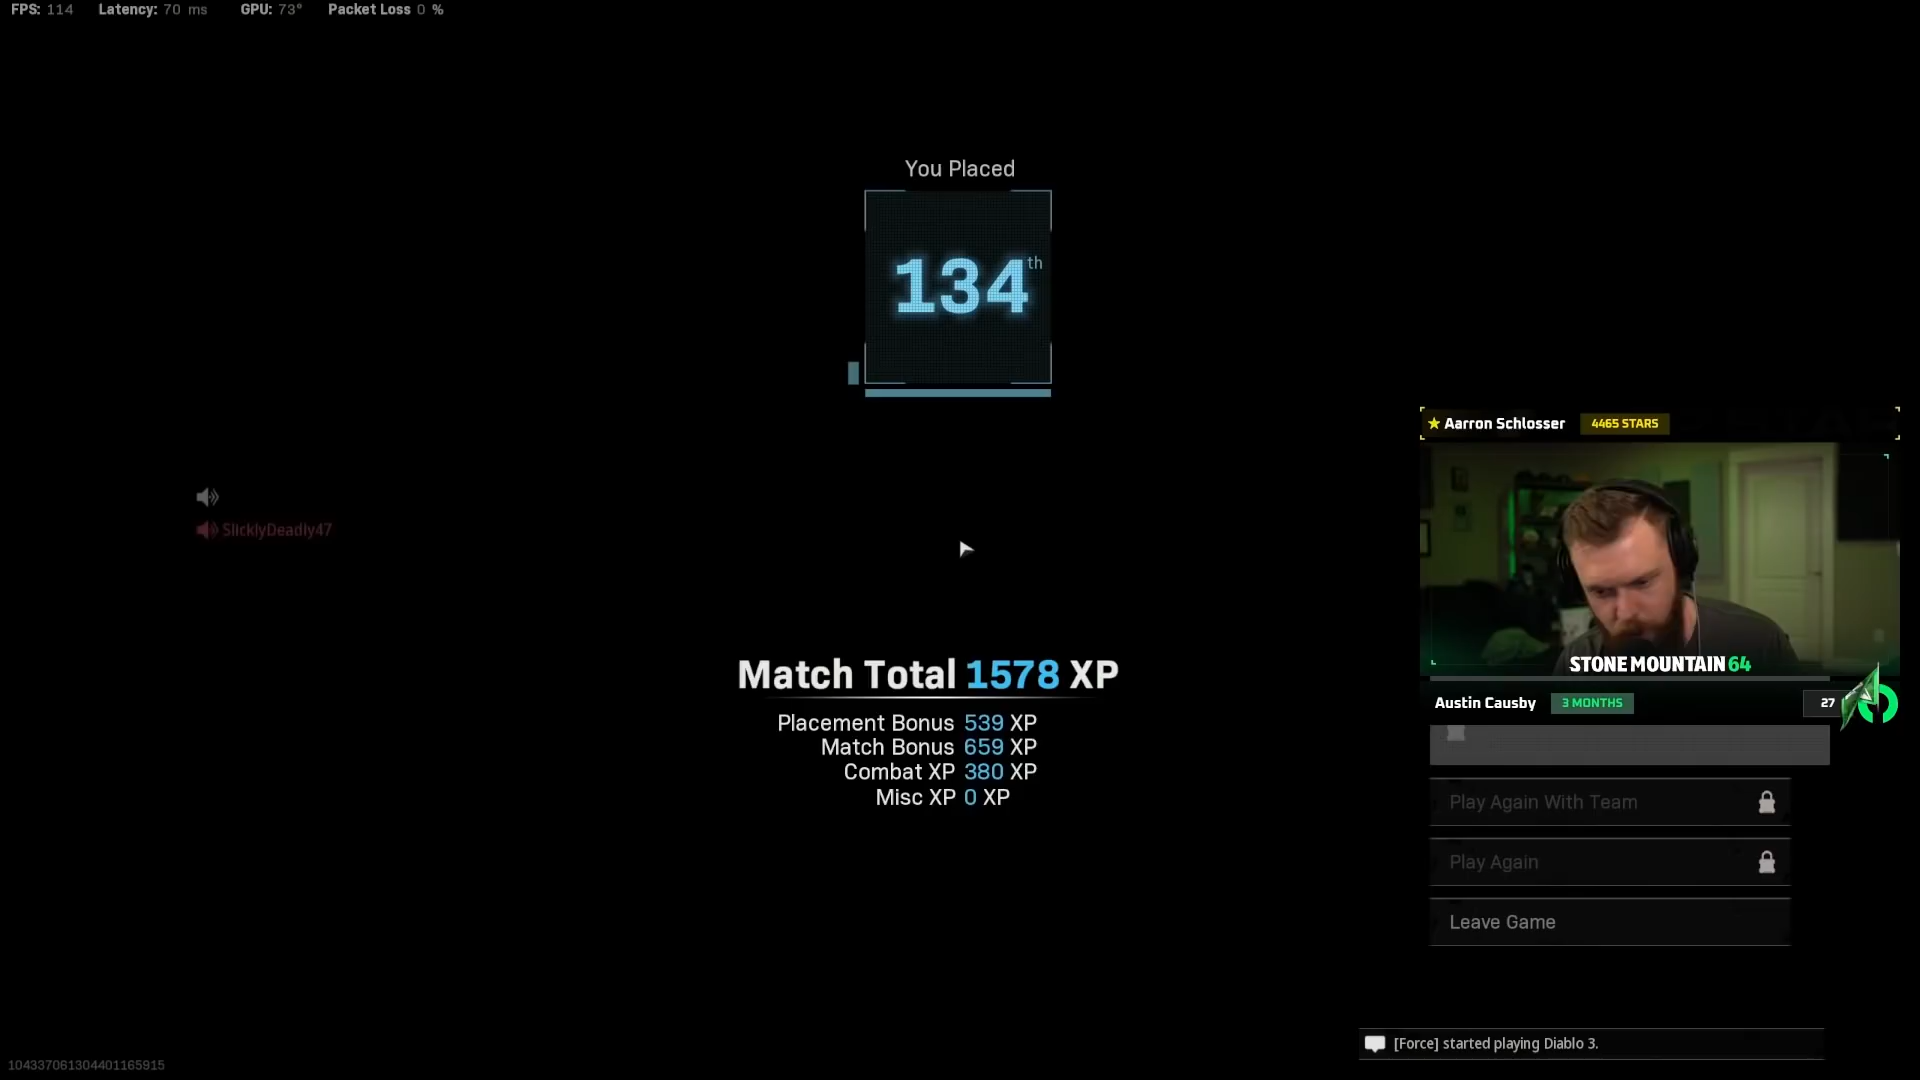 FPS: 114 Latency: 70 ms GPU: 73° Packet Loss 0 %
You Placed
134th
Aarron Schlosser 4465 STARS
SlicklyDeadly47
STONE MOUNTAIN 64
Match Total 1578 XP
Austin Causby 3 MONTHS 27
Placement Bonus 539 XP
Match Bonus 659 XP
Combat XP 380 XP
Misc XP 0 XP
Play Again With Team
Play Again
Leave Game
[Force] started playing Diablo 3.
10433706130440116​5915